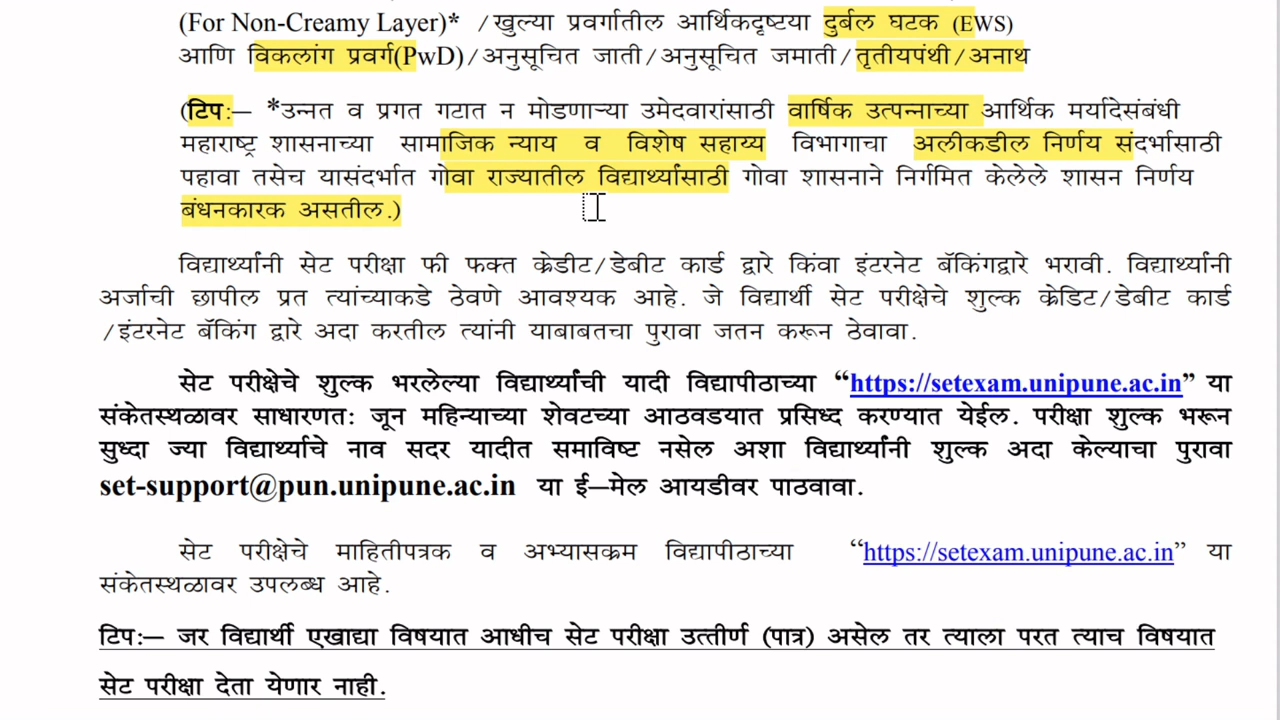 (For Non-Creamy Layer)* /खुल्या प्रवर्गातील आर्थिकदृष्टया दुर्बल घटक (EWS)
आणि विकलांग प्रवर्ग(PwD)/अनुसूचित जाती/अनुसूचित जमाती/तृतीयपंथी/अनाथ
(टिप:— *उन्नत व प्रगत गटात न मोडणाऱ्या उमेदवारांसाठी वार्षिक उत्पन्नाच्या आर्थिक मर्यादेसंबंधी
महाराष्ट्र शासनाच्या सामाजिक न्याय व विशेष सहाय्य विभागाचा अलीकडील निर्णय संदर्भासाठी
पहावा तसेच यासंदर्भात गोवा राज्यातील विद्यार्थ्यांसाठी गोवा शासनाने निर्गमित केलेले शासन निर्णय
बंधनकारक असतील.)
विद्यार्थ्यांनी सेट परीक्षा फी फक्त क्रेडीट/डेबीट कार्ड द्वारे किंवा इंटरनेट बॅकिंगद्वारे भरावी. विद्यार्थ्यांनी
अर्जाची छापील प्रत त्यांच्याकडे ठेवणे आवश्यक आहे. जे विद्यार्थी सेट परीक्षेचे शुल्क क्रेडिट/डेबीट कार्ड
/इंटरनेट बॅकिंग द्वारे अदा करतील त्यांनी याबाबतचा पुरावा जतन करून ठेवावा.
सेट परीक्षेचे शुल्क भरलेल्या विद्यार्थ्यांची यादी विद्यापीठाच्या “https://setexam.unipune.ac.in” या
संकेतस्थळावर साधारणतः जून महिन्याच्या शेवटच्या आठवडयात प्रसिध्द करण्यात येईल. परीक्षा शुल्क भरून
सुध्दा ज्या विद्यार्थ्याचे नाव सदर यादीत समाविष्ट नसेल अशा विद्यार्थ्यांनी शुल्क अदा केल्याचा पुरावा
set-support@pun.unipune.ac.in या ई—मेल आयडीवर पाठवावा.
सेट परीक्षेचे माहितीपत्रक व अभ्यासक्रम विद्यापीठाच्या “https://setexam.unipune.ac.in” या
संकेतस्थळावर उपलब्ध आहे.
टिप:— जर विद्यार्थी एखाद्या विषयात आधीच सेट परीक्षा उत्तीर्ण (पात्र) असेल तर त्याला परत त्याच विषयात
सेट परीक्षा देता येणार नाही.